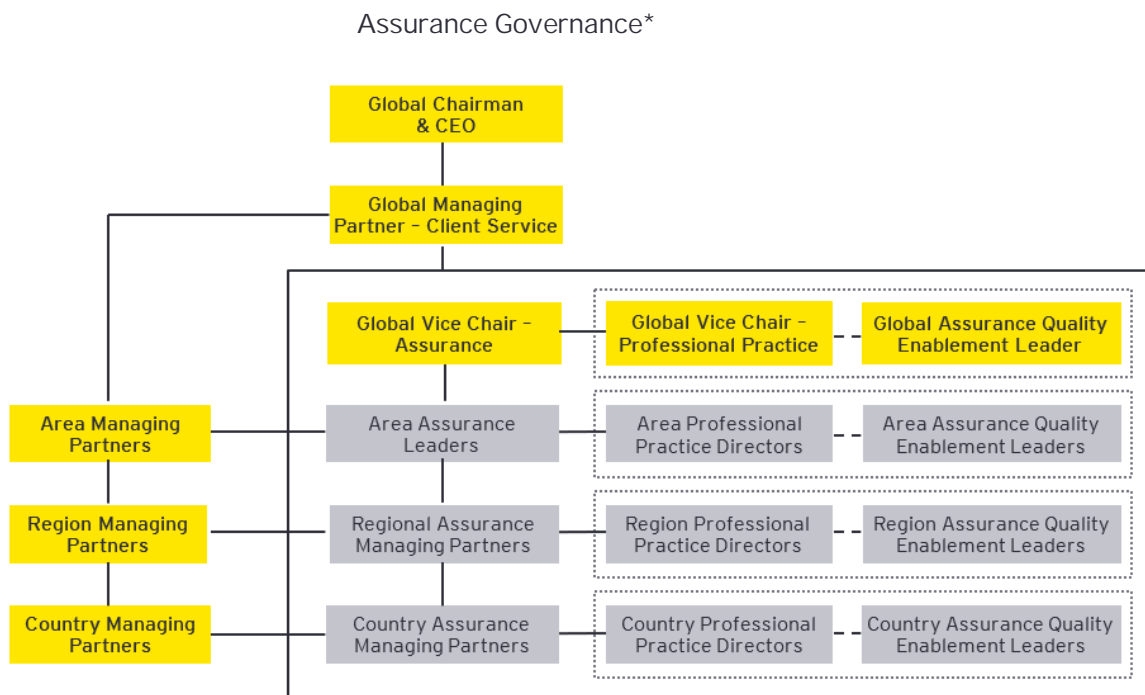 Assurance Governance*
Global Chairman
& CEO
Global Managing
Partner – Client Service
Global Vice Chair –
Assurance
Global Vice Chair –
Professional Practice
Global Assurance Quality
Enablement Leader
Area Managing
Partners
Area Assurance
Leaders
Area Professional
Practice Directors
Area Assurance Quality
Enablement Leaders
Region Managing
Partners
Regional Assurance
Managing Partners
Region Professional
Practice Directors
Region Assurance Quality
Enablement Leaders
Country Managing
Partners
Country Assurance
Managing Partners
Country Professional
Practice Directors
Country Assurance Quality
Enablement Leaders